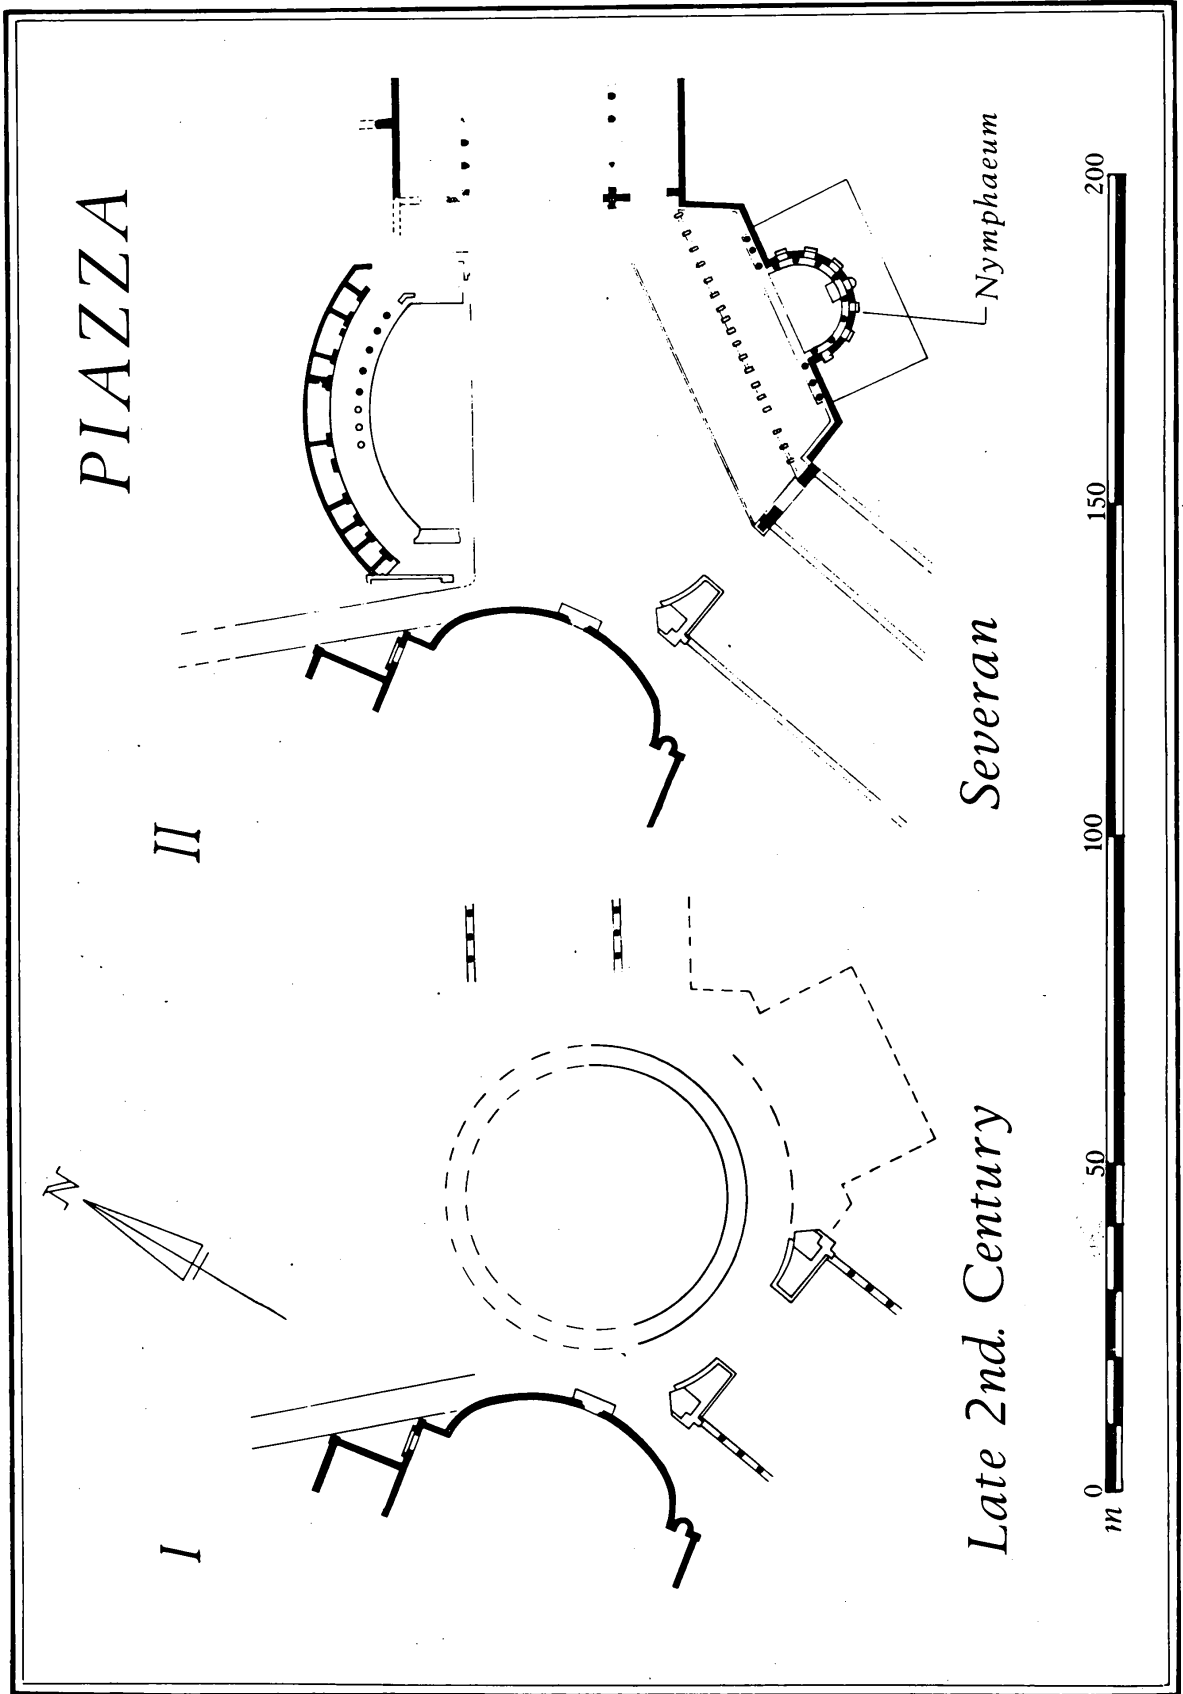 PIAZZA
I
II
N
Nymphaeum
Late 2nd. Century
Severan
0 50 100 150 200
m